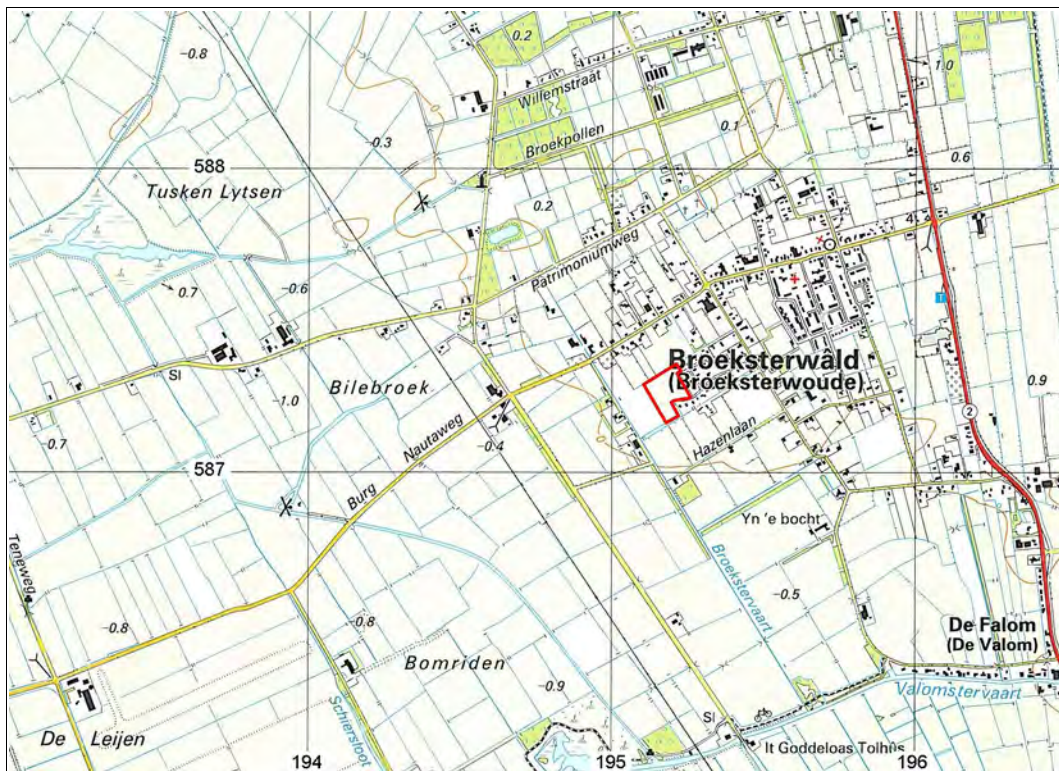 -0.8
0.2
1.0
Willemstraat
-0.3
Broekpollen
0.1
0.6
588
Tusken Lytsen
0.2
4
Patrimoniumweg
0.7
-0.6
T
Broeksterwâld
(Broeksterwoude)
Sl
Bilebroek
-1.0
0.9
2
-0.7
Nautaweg
-0.4
Hazenlaan
587
Burg
Yn 'e bocht
Teneweg
Broekstervaart
-0.5
-0.8
-0.8
De Falom
(De Valom)
Bomriden
-0.9
Valomstervaart
Schiersloot
Sl
De Leijen
It Goddeloas Tolhûs
194
195
196